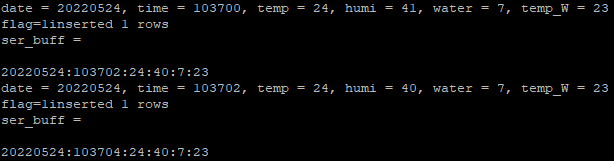 date = 20220524, time = 103700, temp = 24, humi = 41, water = 7, temp_W = 23
flag=1inserted 1 rows
ser_buff =
20220524:103702:24:40:7:23
date = 20220524, time = 103702, temp = 24, humi = 40, water = 7, temp_W = 23
flag=1inserted 1 rows
ser_buff =
20220524:103704:24:40:7:23